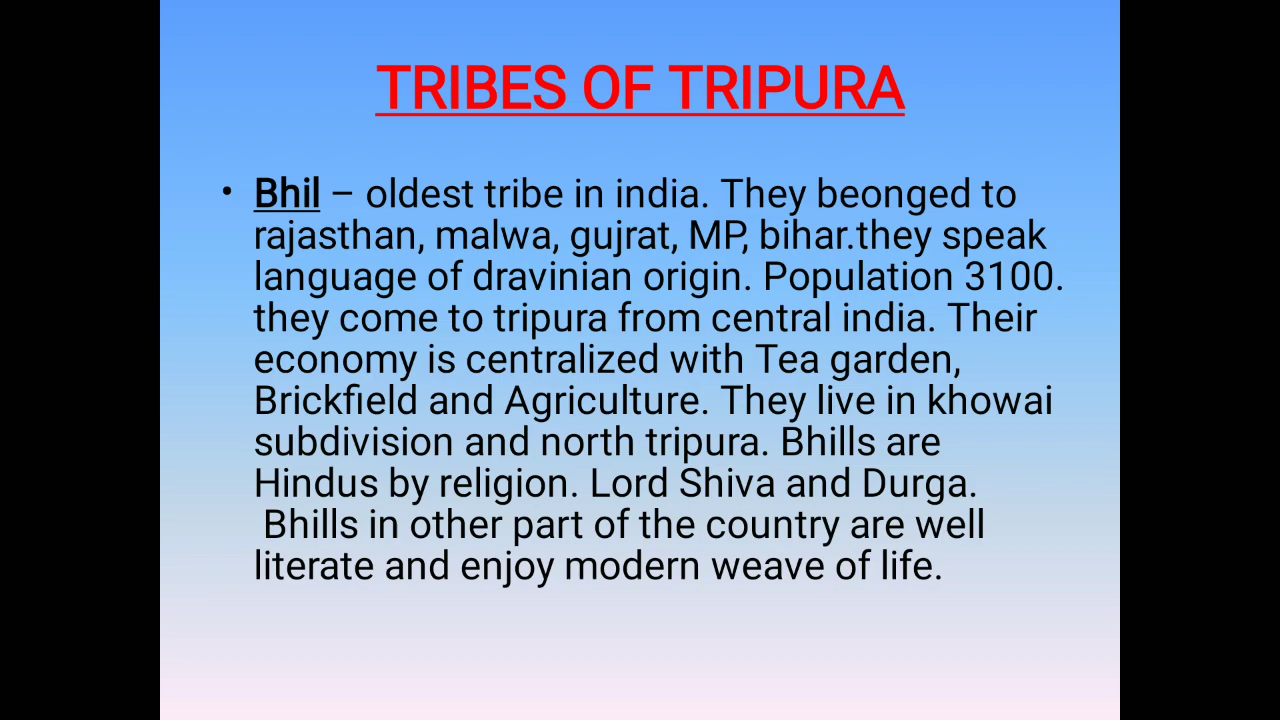 TRIBES OF TRIPURA
• Bhil – oldest tribe in india. They beonged to
rajasthan, malwa, gujrat, MP, bihar.they speak
language of dravinian origin. Population 3100.
they come to tripura from central india. Their
economy is centralized with Tea garden,
Brickfield and Agriculture. They live in khowai
subdivision and north tripura. Bhills are
Hindus by religion. Lord Shiva and Durga.
Bhills in other part of the country are well
literate and enjoy modern weave of life.